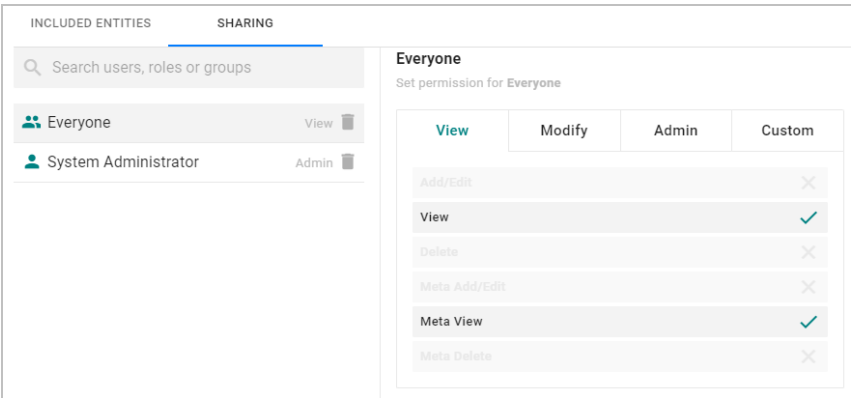 INCLUDED ENTITIES SHARING
Search users, roles or groups
Everyone View
System Administrator Admin
Everyone
Set permission for Everyone
View Modify Admin Custom
Add/Edit
View
Delete
Meta Add/Edit
Meta View
Meta Delete